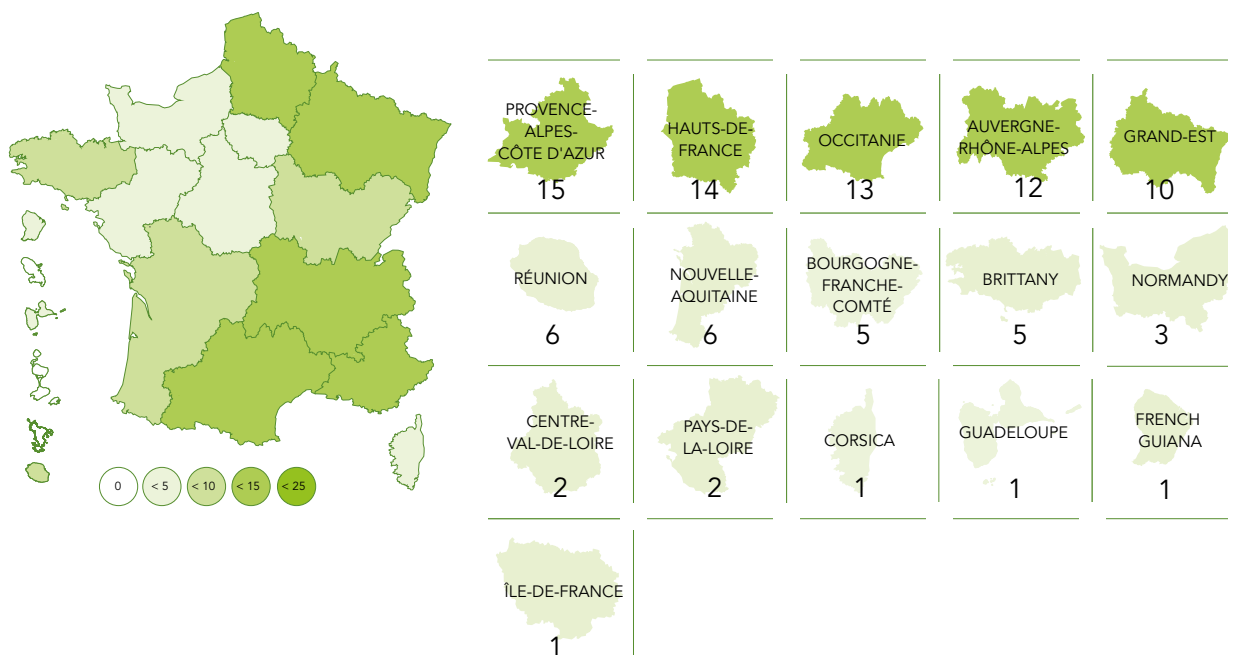 PROVENCE-
ALPES-
CÔTE D'AZUR
15
HAUTS-DE-
FRANCE
14
OCCITANIE
13
AUVERGNE-
RHÔNE-ALPES
12
GRAND-EST
10
RÉUNION
6
NOUVELLE-
AQUITAINE
6
BOURGOGNE-
FRANCHE-
COMTÉ
5
BRITTANY
5
NORMANDY
3
CENTRE-
VAL-DE-LOIRE
2
PAYS-DE-
LA-LOIRE
2
CORSICA
1
GUADELOUPE
1
FRENCH
GUIANA
1
ÎLE-DE-FRANCE
1
0
< 5
< 10
< 15
< 25